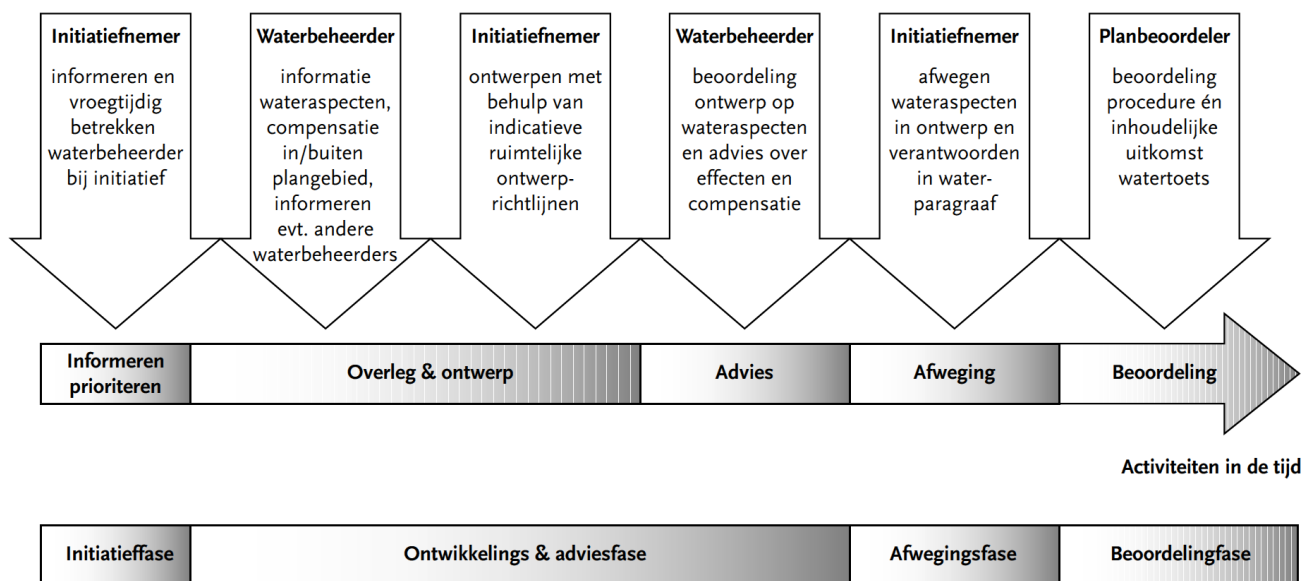 Initiatiefnemer
informeren en
vroegtijdig
betrekken
waterbeheerder
bij initiatief
Waterbeheerder
informatie
wateraspecten,
compensatie
in/buiten
plangebied,
informeren
evt. andere
waterbeheerders
Initiatiefnemer
ontwerpen met
behulp van
indicatieve
ruimtelijke
ontwerp-
richtlijnen
Waterbeheerder
beoordeling
ontwerp op
wateraspecten
en advies over
effecten en
compensatie
Initiatiefnemer
afwegen
wateraspecten
in ontwerp en
verantwoorden
in water-
paragraaf
Planbeoordeler
beoordeling
procedure én
inhoudelijke
uitkomst
watertoets
Informeren
prioriteren
Overleg & ontwerp
Advies
Afweging
Beoordeling
Activiteiten in de tijd
Initiatieffase
Ontwikkelings & adviesfase
Afwegingsfase
Beoordelingfase